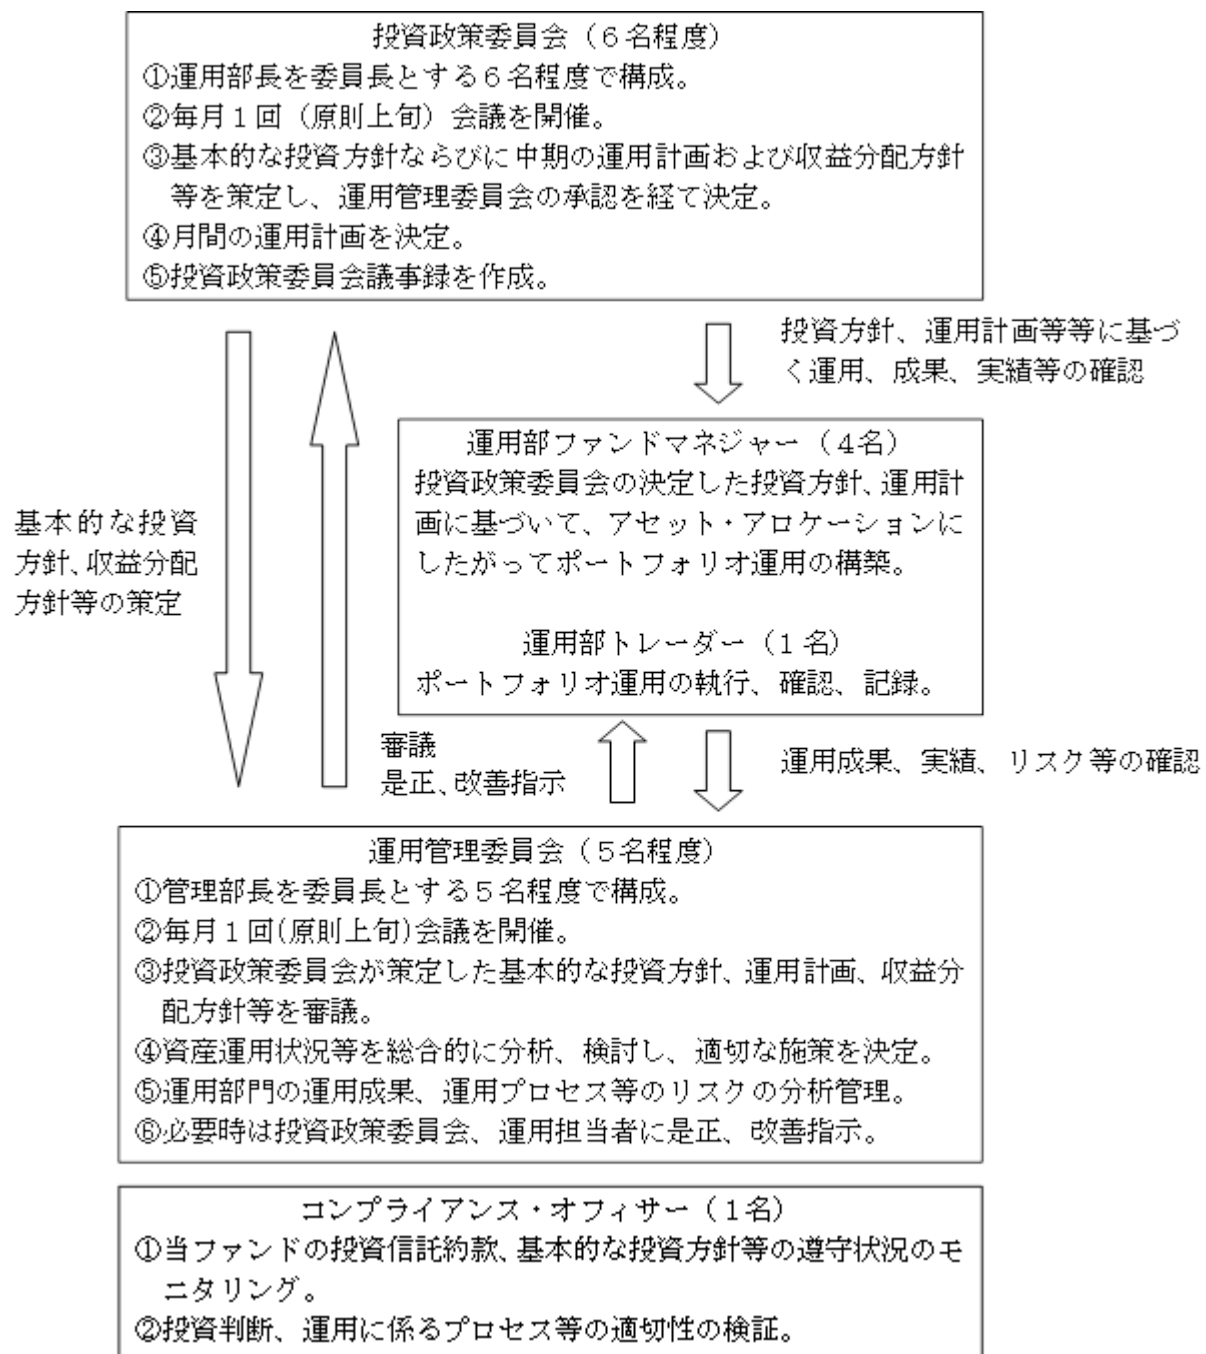 投資政策委員会（６名程度）
①運用部長を委員長とする６名程度で構成。
②毎月１回（原則上旬）会議を開催。
③基本的な投資方針ならびに中期の運用計画および収益分配方針
等を策定し、運用管理委員会の承認を経て決定。
④月間の運用計画を決定。
⑤投資政策委員会議事録を作成。
投資方針、運用計画等等に基づ
く運用、成果、実績等の確認
運用部ファンドマネジャー（４名）
投資政策委員会の決定した投資方針、運用計
画に基づいて、アセット・アロケーションに
したがってポートフォリオ運用の構築。
運用部トレーダー（１名）
ポートフォリオ運用の執行、確認、記録。
基本的な投資
方針、収益分配
方針等の策定
審議
是正、改善指示
運用成果、実績、リスク等の確認
運用管理委員会（５名程度）
①管理部長を委員長とする５名程度で構成。
②毎月１回(原則上旬)会議を開催。
③投資政策委員会が策定した基本的な投資方針、運用計画、収益分
配方針等を審議。
④資産運用状況等を総合的に分析、検討し、適切な施策を決定。
⑤運用部門の運用成果、運用プロセス等のリスクの分析管理。
⑥必要時は投資政策委員会、運用担当者に是正、改善指示。
コンプライアンス・オフィサー（１名）
①当ファンドの投資信託約款、基本的な投資方針等の遵守状況のモ
ニタリング。
②投資判断、運用に係るプロセス等の適切性の検証。